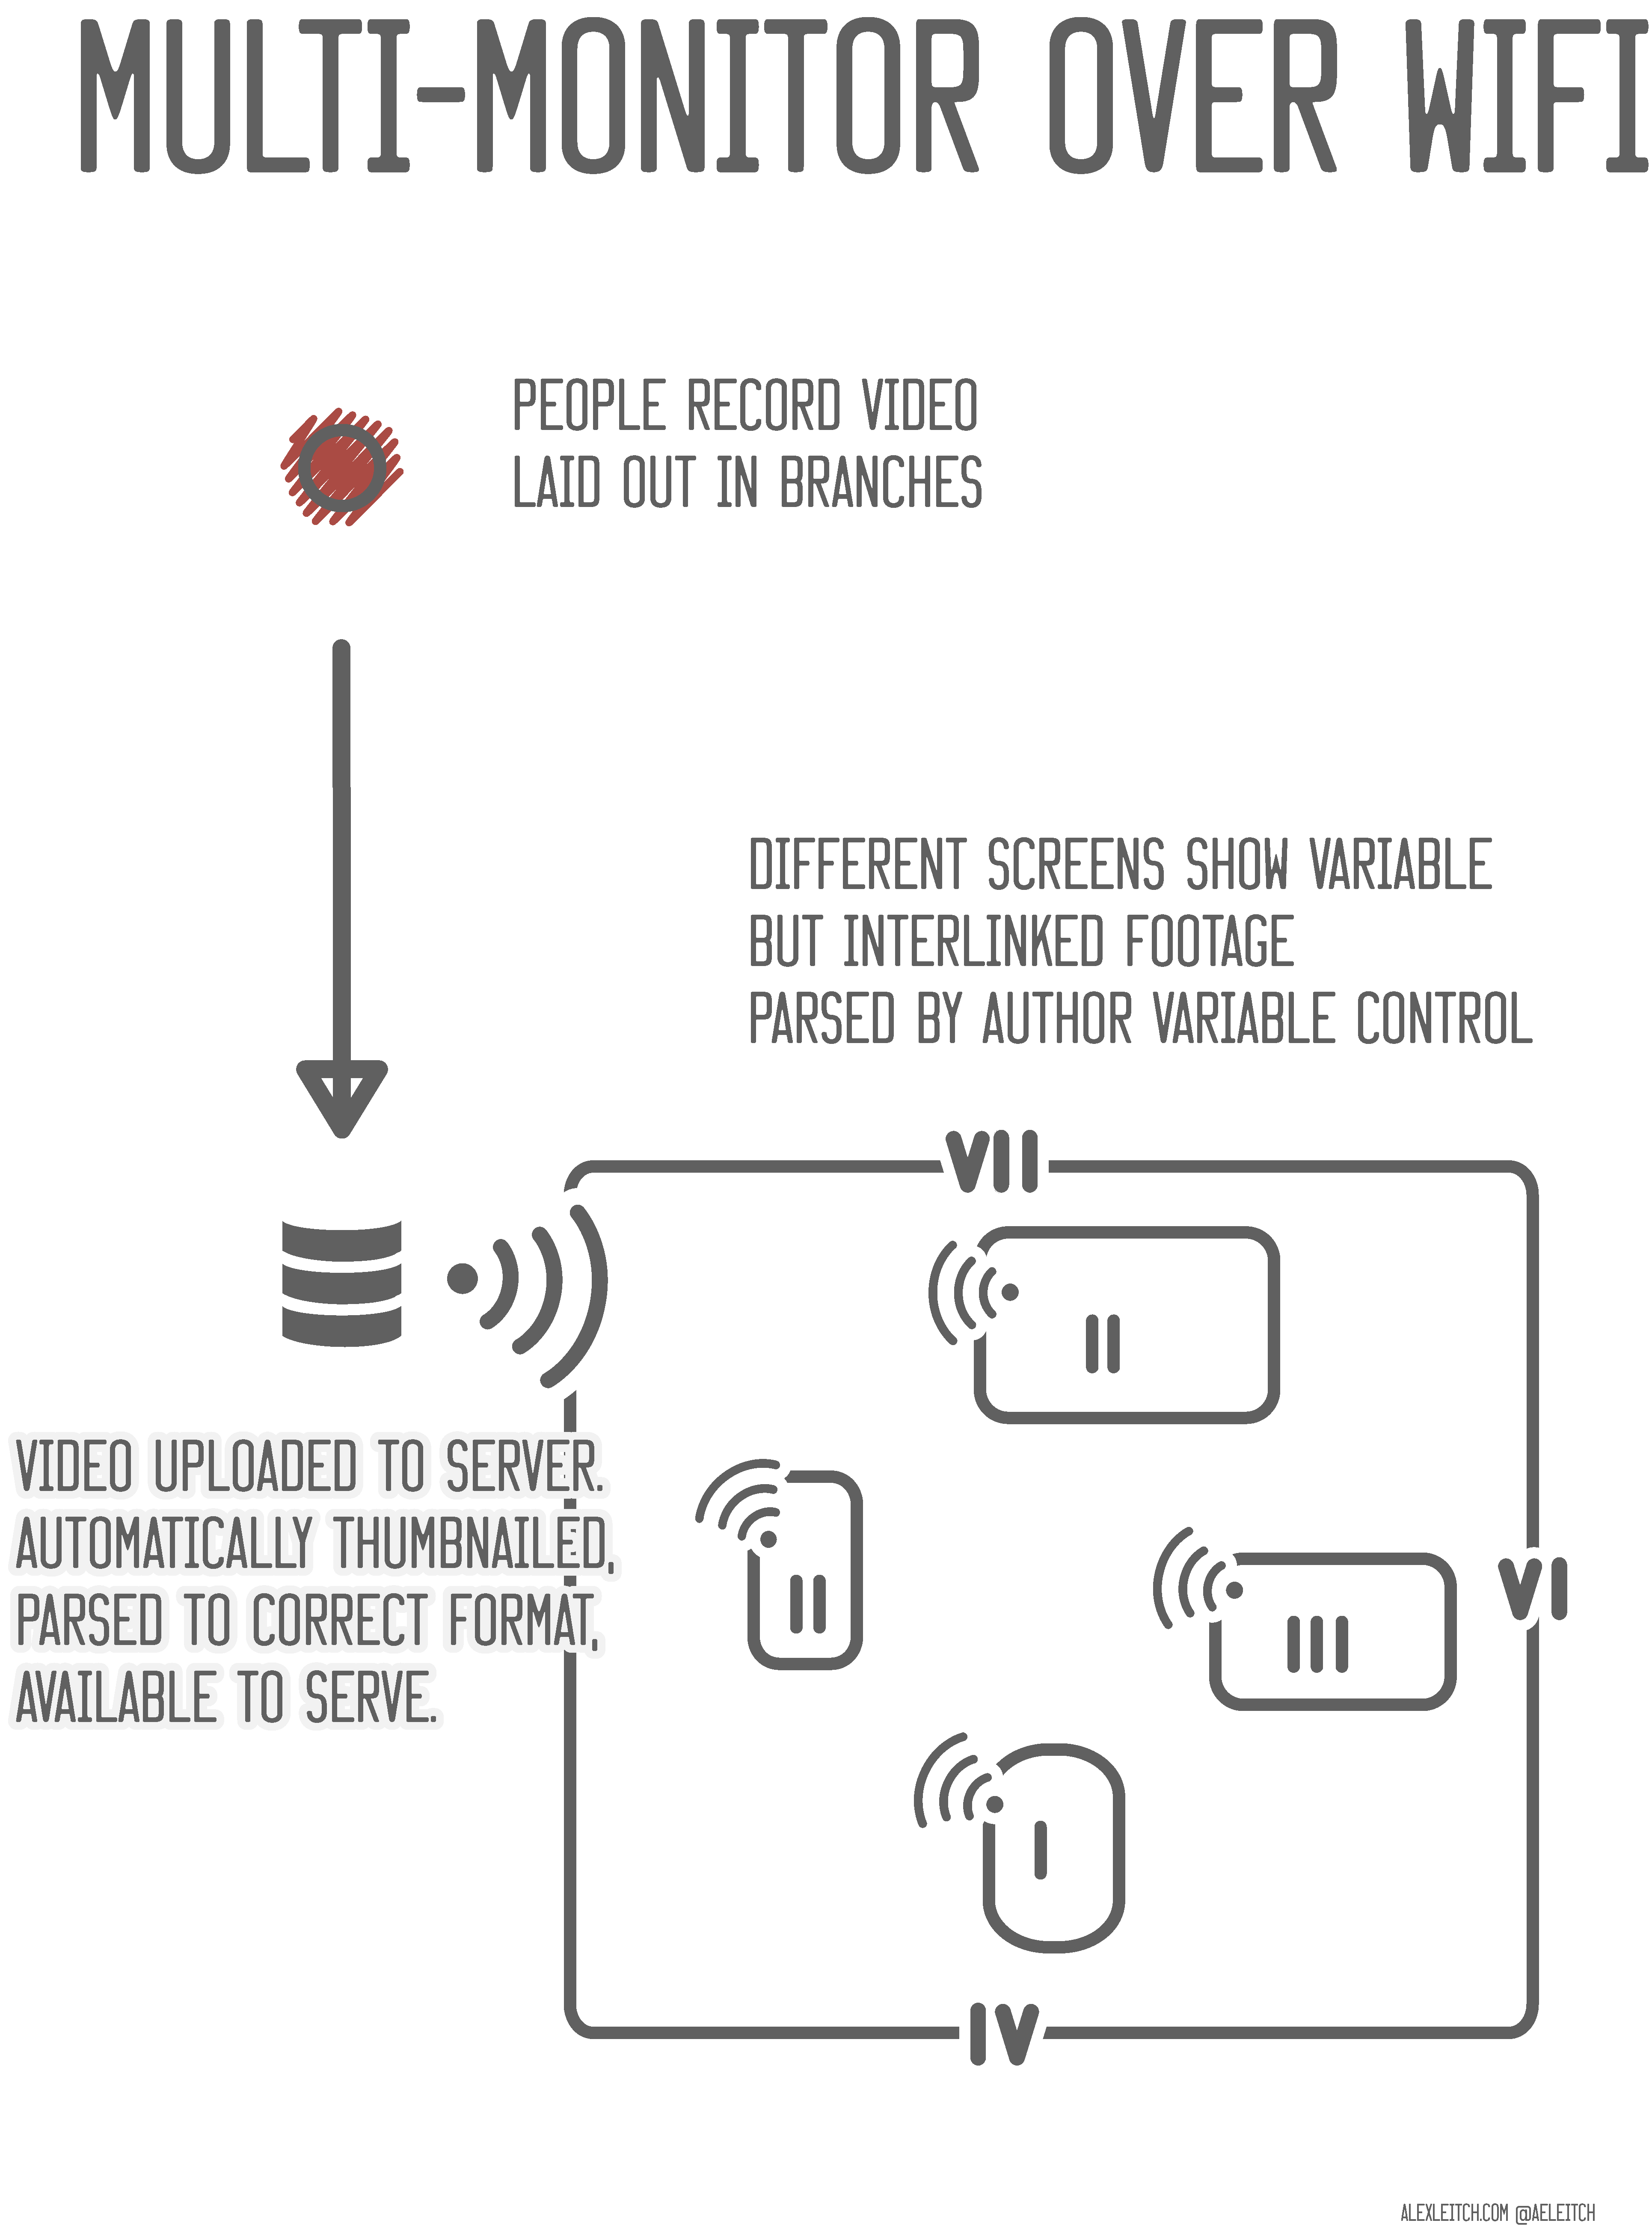 MULTI-MONITOR OVER WIFI
PEOPLE RECORD VIDEO
LAID OUT IN BRANCHES
DIFFERENT SCREENS SHOW VARIABLE
BUT INTERLINKED FOOTAGE
PARSED BY AUTHOR VARIABLE CONTROL
VII
II
VIDEO UPLOADED TO SERVER.
AUTOMATICALLY THUMBNAILED,
PARSED TO CORRECT FORMAT,
AVAILABLE TO SERVE.
II
III
VI
I
IV
ALEXLEITCH.COM @AELEITCH